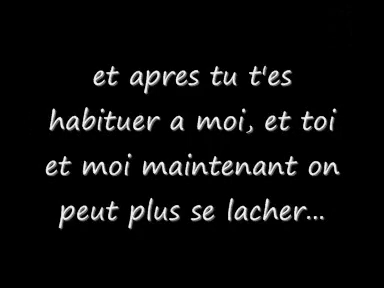 et apres tu t'es
habituer a moi, et toi
et moi maintenant on
peut plus se lacher...